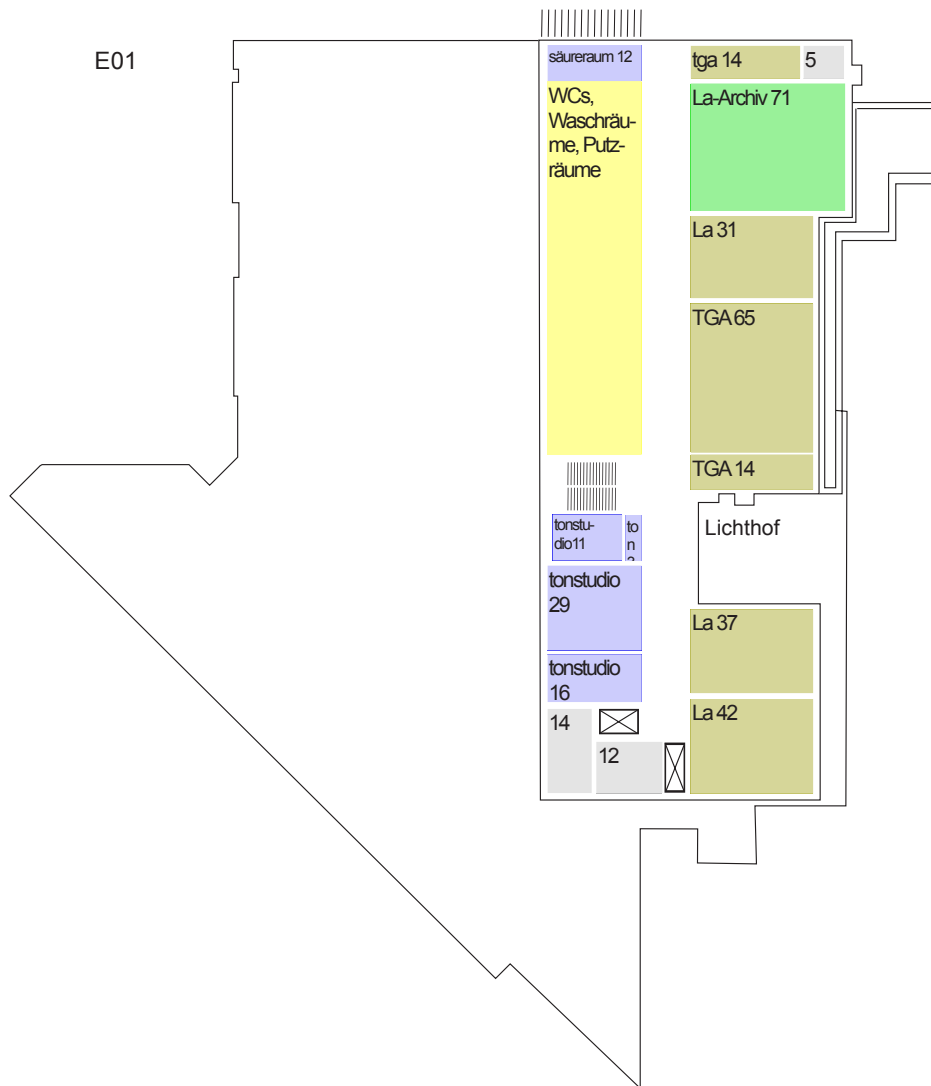 E01
säureraum 12
tga 14
5
WCs,
Waschräu-
me, Putz-
räume
La-Archiv 71
La 31
TGA 65
TGA 14
tonstu-
dio11
to
n
Lichthof
tonstudio
29
La 37
tonstudio
16
La 42
14
12